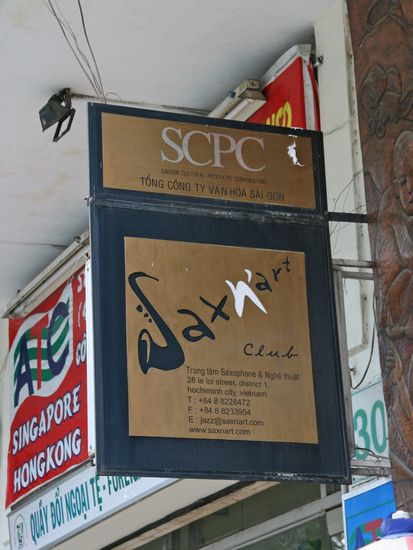 SCPC
SAIGON CULTURAL PRODUCTS CORPORATION
TỔNG CÔNG TY VĂN HÓA SÀI GÒN
Saxn'art
Club
Trung tâm Saxophone & Nghệ thuật
28 le loi street, district 1,
hochiminh city, vietnam
T : +84 8 8228472
F : +84 8 8233954
E : jazz@saxnart.com
www.saxnart.com
ATC
SINGAPORE
HONGKONG
QUẦY ĐỔI NGOẠI TỆ -
30